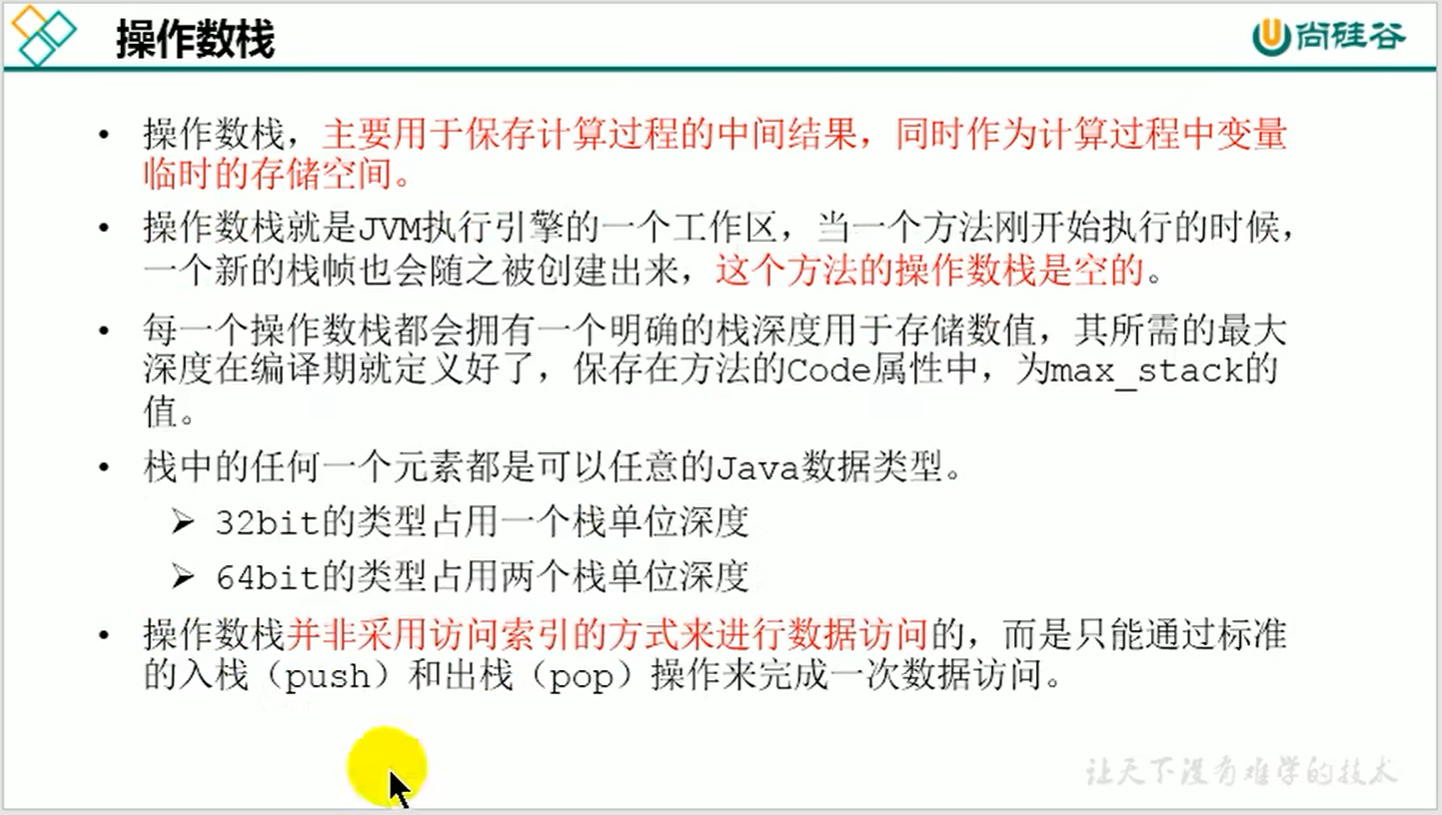 操作数栈
尚硅谷
• 操作数栈，主要用于保存计算过程的中间结果，同时作为计算过程中变量
临时的存储空间。
• 操作数栈就是JVM执行引擎的一个工作区，当一个方法刚开始执行的时候，
一个新的栈帧也会随之被创建出来，这个方法的操作数栈是空的。
• 每一个操作数栈都会拥有一个明确的栈深度用于存储数值，其所需的最大
深度在编译期就定义好了，保存在方法的Code属性中，为max_stack的
值。
• 栈中的任何一个元素都是可以任意的Java数据类型。
➢ 32bit的类型占用一个栈单位深度
➢ 64bit的类型占用两个栈单位深度
• 操作数栈并非采用访问索引的方式来进行数据访问的，而是只能通过标准
的入栈（push）和出栈（pop）操作来完成一次数据访问。
让天下没有难学的技术